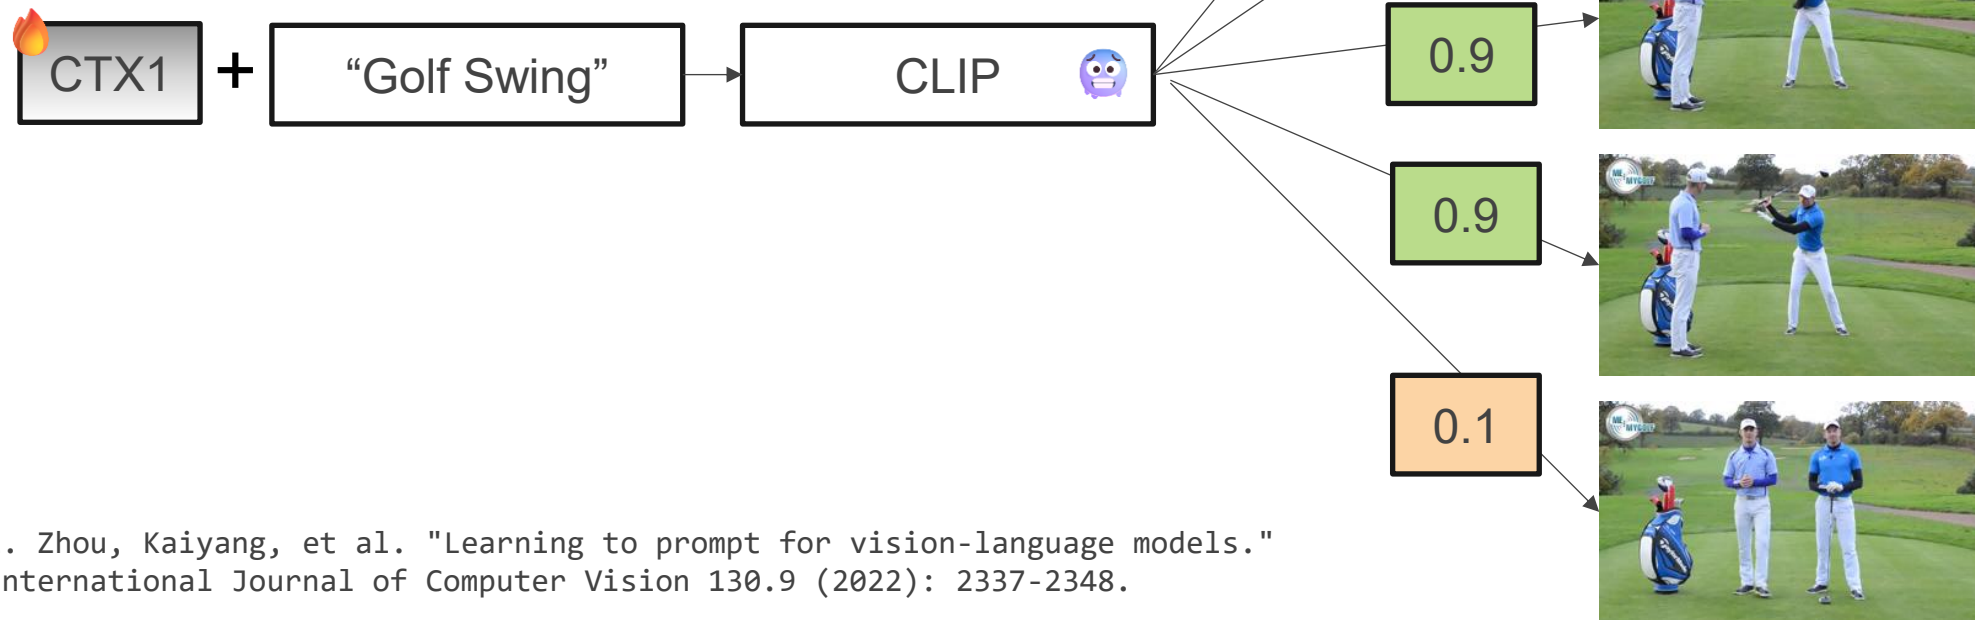 CTX1 + “Golf Swing” CLIP
0.9
0.9
0.1
. Zhou, Kaiyang, et al. "Learning to prompt for vision-language models."
nternational Journal of Computer Vision 130.9 (2022): 2337-2348.